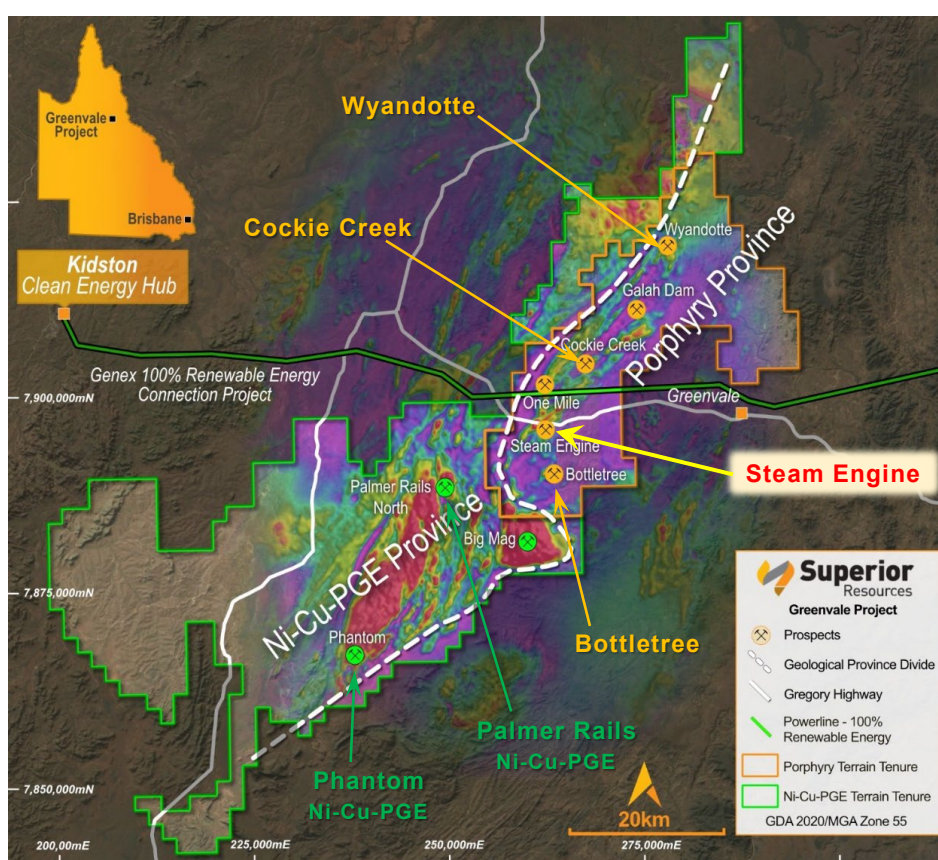 Greenvale
Project
Brisbane
Kidston
Clean Energy Hub
Wyandotte
Cockie Creek
Wyandotte
Porphyry Province
Galah Dam
Cockie Creek
Genex 100% Renewable Energy
Connection Project
One Mile
Greenvale
7,900,000mN
Steam Engine
Steam Engine
Bottletree
Palmer Rails
North
Ni-Cu-PGE Province
Big Mag
7,875,000mN
Phantom
Bottletree
Palmer Rails
Ni-Cu-PGE
Phantom
Ni-Cu-PGE
7,850,000mN
20km
200,00mE
225,000mE
250,000mE
275,000mE
Superior
Resources
Greenvale Project
Prospects
Geological Province Divide
Gregory Highway
Powerline - 100%
Renewable Energy
Porphyry Terrain Tenure
Ni-Cu-PGE Terrain Tenure
GDA 2020/MGA Zone 55